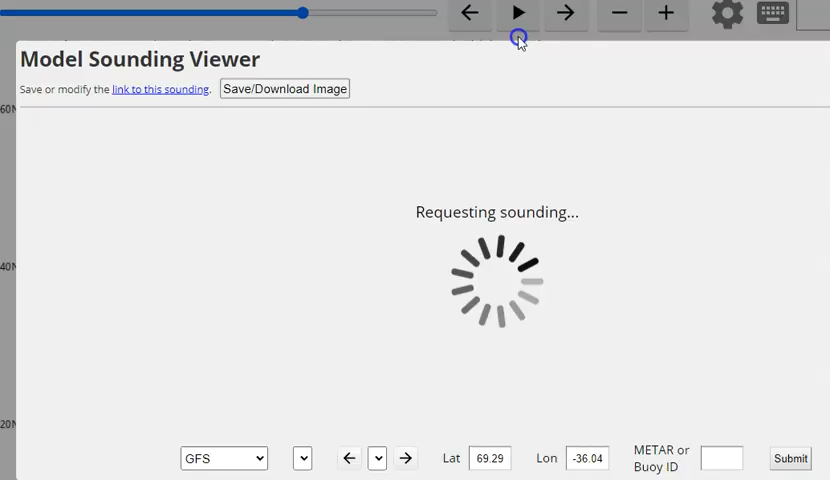 Model Sounding Viewer
Save or modify the link to this sounding. Save/Download Image
60N
Requesting sounding...
40N
20N
GFS Lat 69.29 Lon -36.04 METAR or Buoy ID Submit